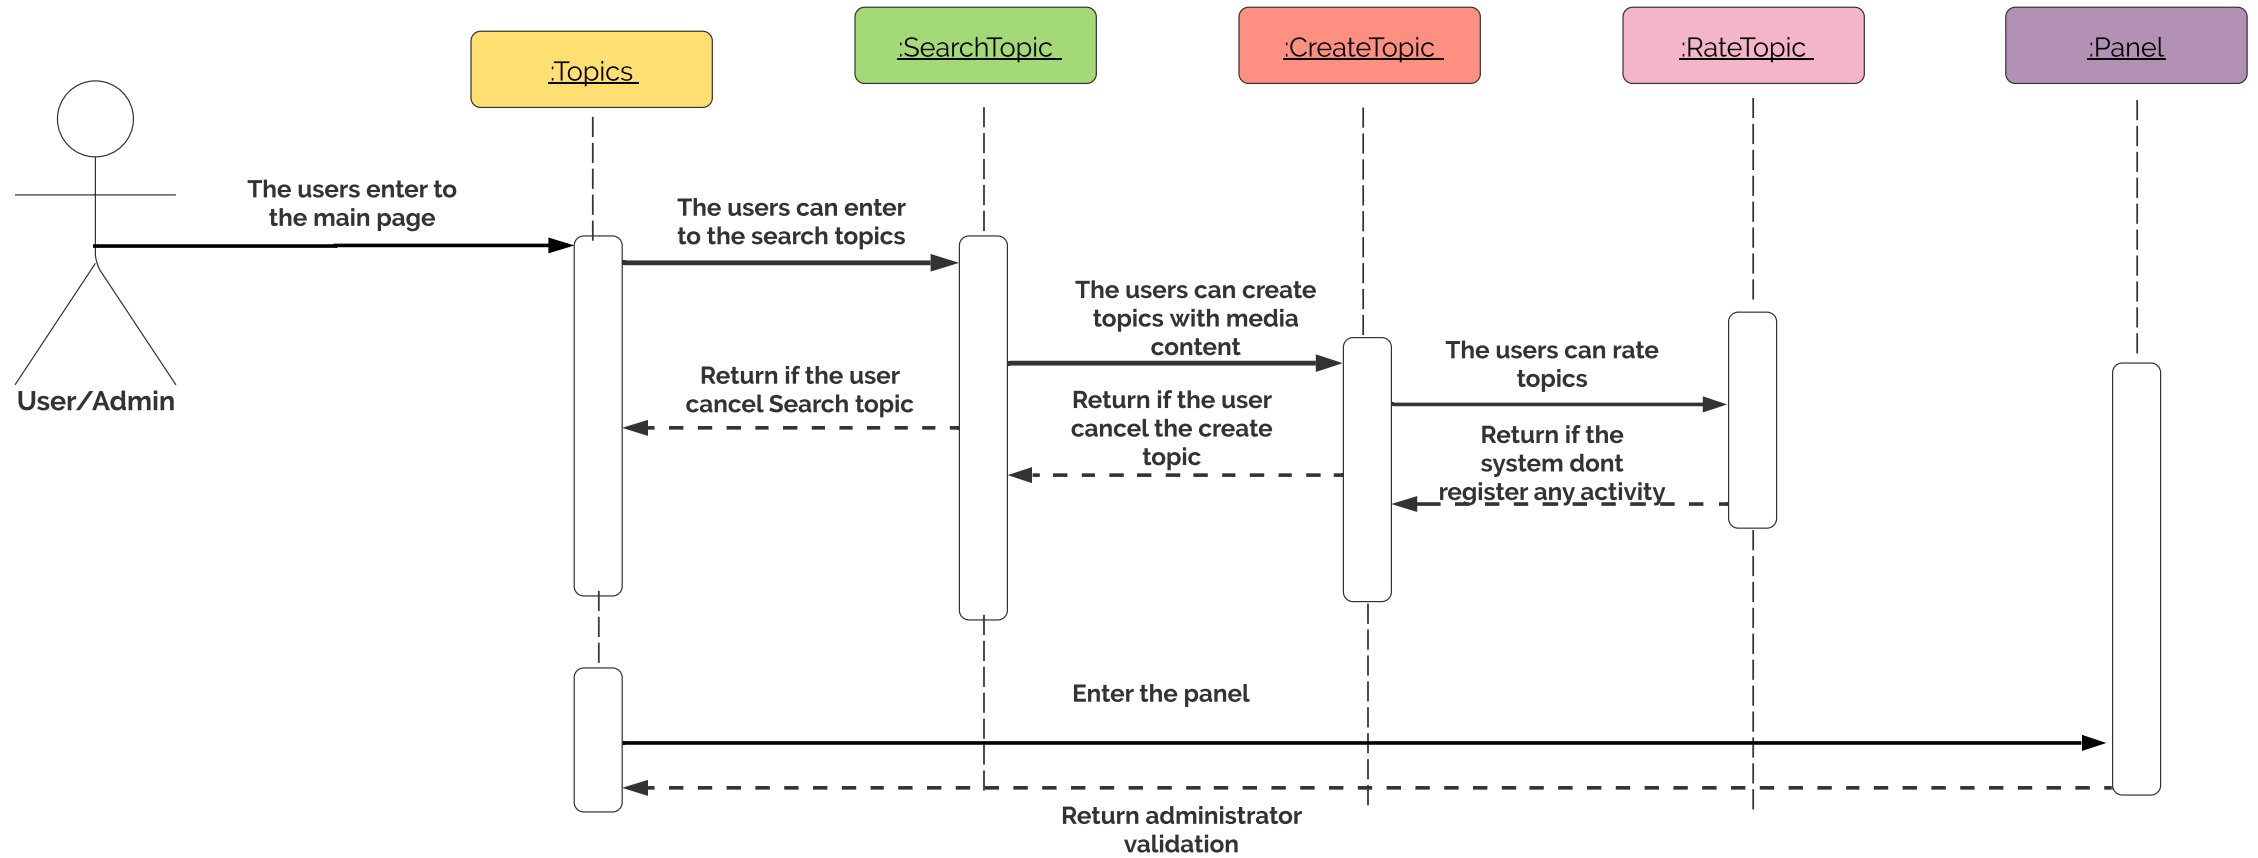 :Topics
:SearchTopic
:CreateTopic
:RateTopic
:Panel
The users enter to
the main page
The users can enter
to the search topics
The users can create
topics with media
content
The users can rate
topics
Return if the user
cancel Search topic
Return if the user
cancel the create
topic
Return if the
system dont
register any activity
User/Admin
Enter the panel
Return administrator
validation